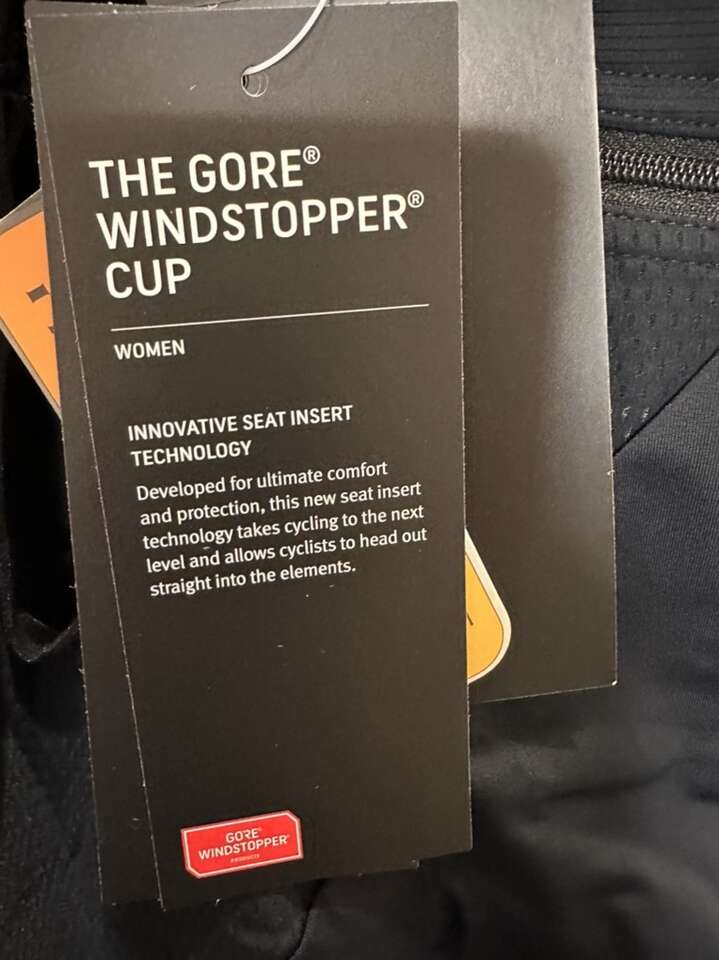 THE GORE®
WINDSTOPPER®
CUP
WOMEN
INNOVATIVE SEAT INSERT
TECHNOLOGY
Developed for ultimate comfort
and protection, this new seat insert
technology takes cycling to the next
level and allows cyclists to head out
straight into the elements.
GORE®
WINDSTOPPER®
PRODUCTS